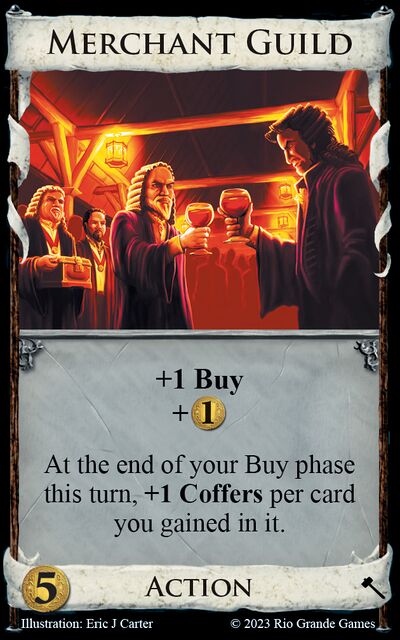 MERCHANT GUILD
+1 Buy
+1
At the end of your Buy phase
this turn, +1 Coffers per card
you gained in it.
5
ACTION
Illustration: Eric J Carter
© 2023 Rio Grande Games